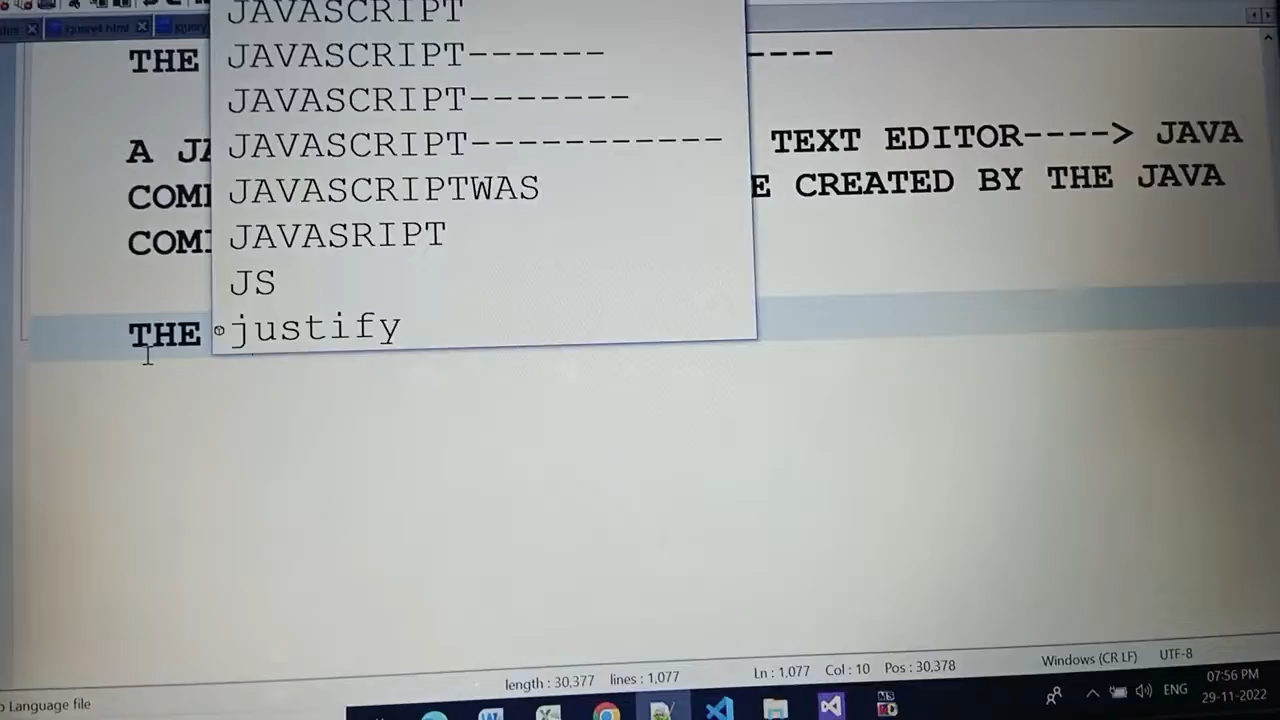 jquery4.html
JAVASCRIPT
THE
JAVASCRIPT------
----
JAVASCRIPT-------
A JA
JAVASCRIPT-----------
TEXT EDITOR----> JAVA
JAVASCRIPTWAS
E CREATED BY THE JAVA
JAVASRIPT
JS
THE
justify
length : 30,377 lines : 1,077
Ln : 1,077 Col : 10 Pos : 30,378
Windows (CR LF)
UTF-8
Language file
ENG
07:56 PM
29-11-2022